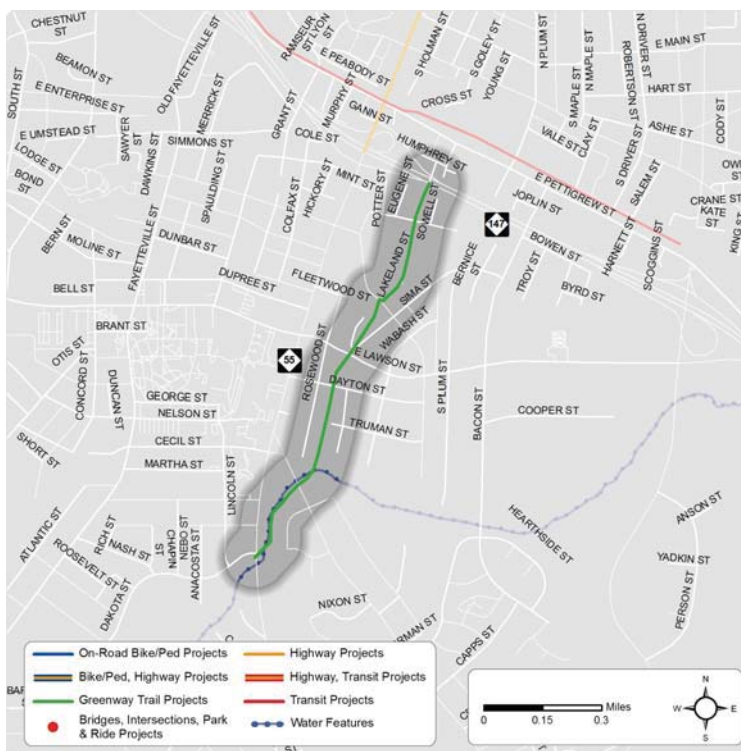 CHESTNUT
ST
BEAMON ST
E ENTERPRISE ST
SOUTH ST
E UMSTEAD ST
LODGE ST
BOND ST
SAWYER
ST
DAWKINS ST
OLD FAYETTEVILLE ST
MERRICK ST
SIMMONS ST
SPAULDING ST
FAYETTEVILLE ST
BERN ST
MOLINE ST
DUNBAR ST
DUPREE ST
BELL ST
BRANT ST
OTIS ST
CONCORD ST
DUNCAN ST
GEORGE ST
NELSON ST
CECIL ST
MARTHA ST
SHORT ST
ATLANTIC ST
LINCOLN ST
RICH ST
NASH ST
ROOSEVELT ST
DAKOTA ST
CHAPIN
ST
NEBO ST
ANACOSTA ST
RAMSEUR
ST
LYON
ST
E PEABODY ST
GRANT ST
MURPHY ST
GANN ST
COLE ST
COLFAX ST
HICKORY ST
MINT ST
POTTER ST
EUGENE ST
HUMPHREY ST
SOWELL ST
LAKELAND ST
FLEETWOOD ST
SIMA ST
WABASH ST
ROSEWOOD ST
E LAWSON ST
DAYTON ST
TRUMAN ST
55
147
S HOLMAN ST
S GOLEY ST
YOUNG ST
CROSS ST
N PLUM ST
S MAPLE ST
N MAPLE ST
N DRIVER ST
ROBERTSON ST
E MAIN ST
HART ST
VALE ST
CLAY ST
ASHE ST
CODY ST
S DRIVER ST
SALEM ST
E PETTIGREW ST
JOPLIN ST
CRANE
KATE
ST
KING ST
BERNICE
ST
BOWEN ST
TROY ST
BYRD ST
HARNETT ST
SCOGGINS ST
S PLUM ST
BACON ST
COOPER ST
HEARTHSIDE ST
ANSON ST
YADKIN ST
PERSON ST
NIXON ST
CAPPS ST
On-Road Bike/Ped Projects
Highway Projects
Bike/Ped, Highway Projects
Highway, Transit Projects
Greenway Trail Projects
Transit Projects
Bridges, Intersections, Park
& Ride Projects
Water Features
Miles
0 0.15 0.3
N
W E
S